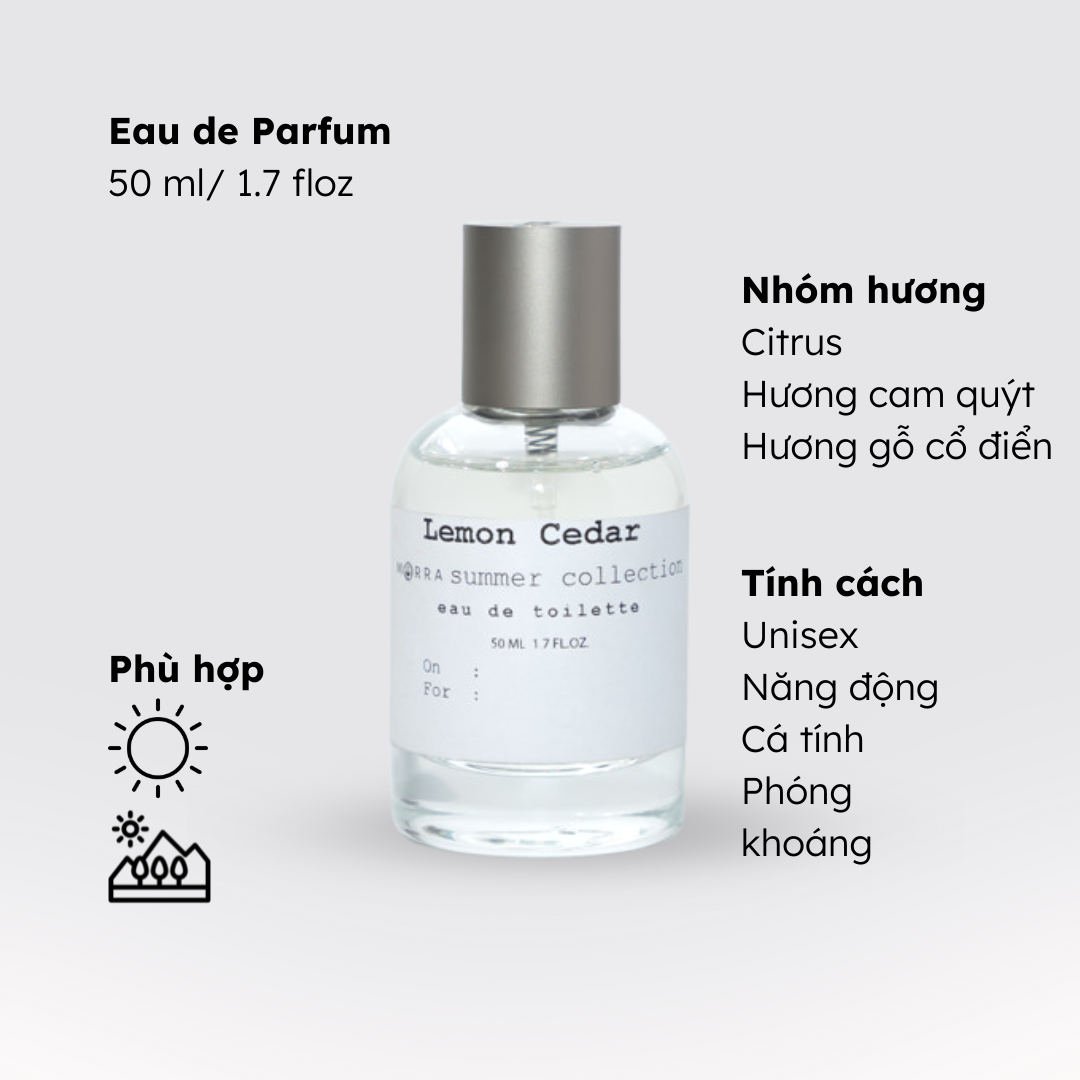 Eau de Parfum
50 ml/ 1.7 floz
Nhóm hương
Citrus
Hương cam quýt
Hương gỗ cổ điển
Lemon Cedar
MORRA summer collection
eau de toilette
50 ML 1 7 FL.OZ.
On :
For :
Tính cách
Unisex
Năng động
Cá tính
Phóng
khoáng
Phù hợp